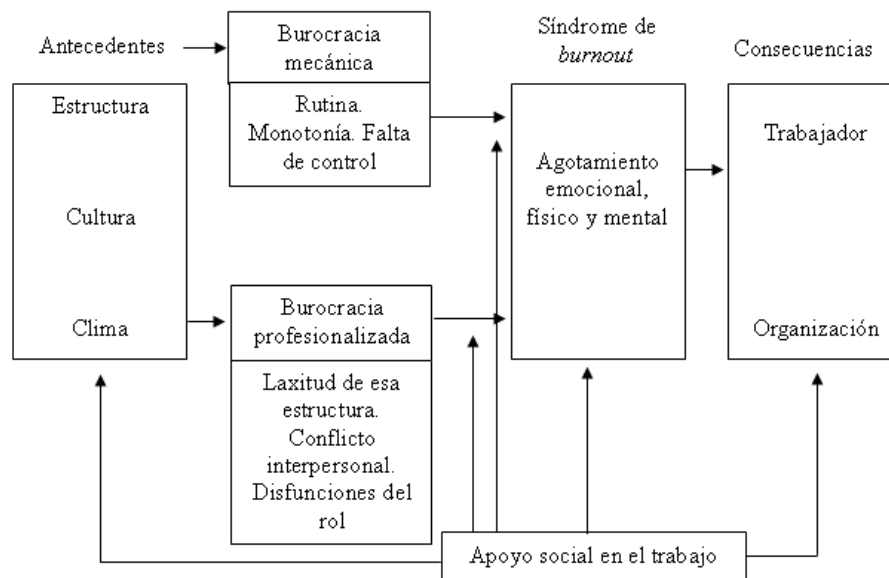 Antecedentes
Estructura
Cultura
Clima
Burocracia
mecánica
Rutina.
Monotonía. Falta
de control
Burocracia
profesionalizada
Laxitud de esa
estructura.
Conflicto
interpersonal.
Disfunciones del
rol
Síndrome de
burnout
Agotamiento
emocional,
físico y mental
Consecuencias
Trabajador
Organización
Apoyo social en el trabajo